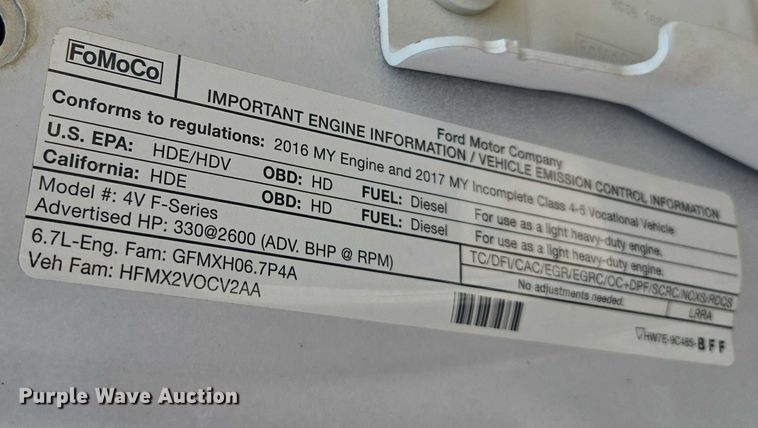 FoMoCo
Ford Motor Company
IMPORTANT ENGINE INFORMATION / VEHICLE EMISSION CONTROL INFORMATION
Conforms to regulations: 2016 MY Engine and 2017 MY Incomplete Class 4-5 Vocational Vehicle
U.S. EPA: HDE/HDV OBD: HD FUEL: Diesel For use as a light heavy-duty engine.
California: HDE OBD: HD FUEL: Diesel For use as a light heavy-duty engine.
Model #: 4V F-Series TC/DFI/CAC/EGR/EGRC/OC+DPF/SCRC/NOXS/RDQS
Advertised HP: 330@2600 (ADV. BHP @ RPM) No adjustments needed. LRRA
6.7L-Eng. Fam: GFMXH06.7P4A
Veh Fam: HFMX2VOCV2AA
HW7E-9C485-BFF
FoMoCo
Purple Wave Auction